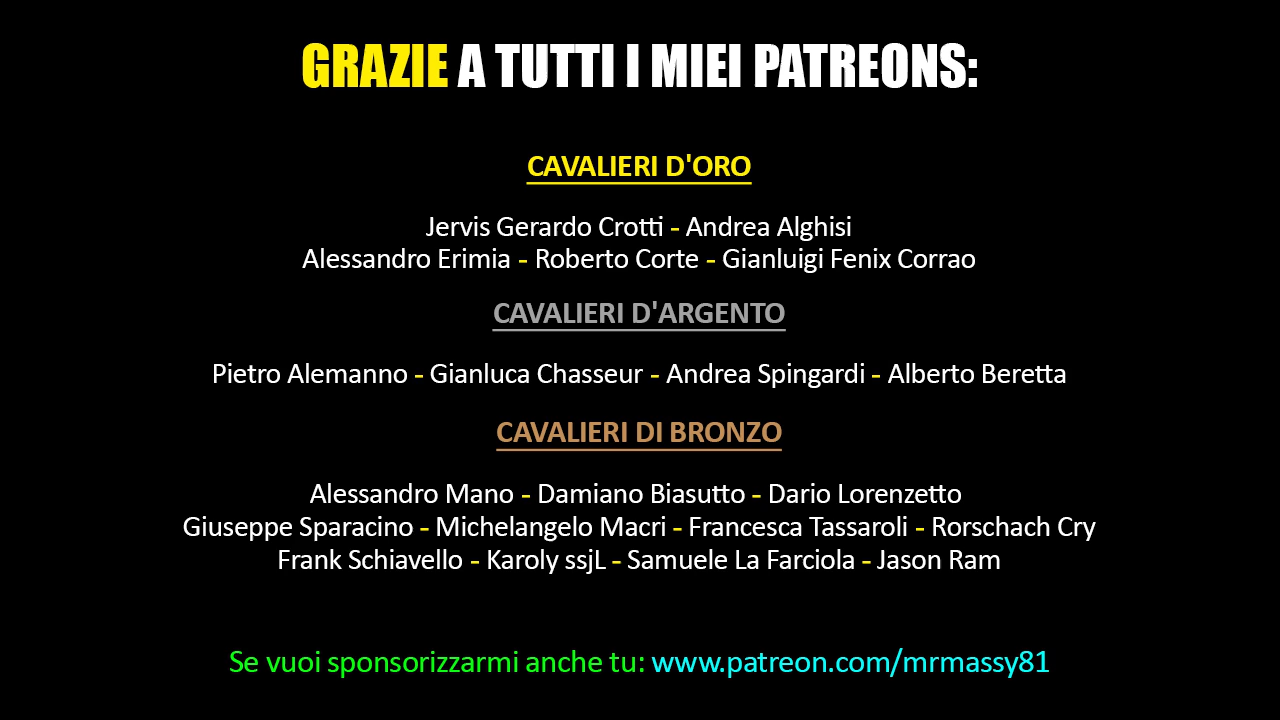 GRAZIE A TUTTI I MIEI PATREONS:
CAVALIERI D'ORO
Jervis Gerardo Crotti - Andrea Alghisi
Alessandro Erimia - Roberto Corte - Gianluigi Fenix Corrao
CAVALIERI D'ARGENTO
Pietro Alemanno - Gianluca Chasseur - Andrea Spingardi - Alberto Beretta
CAVALIERI DI BRONZO
Alessandro Mano - Damiano Biasutto - Dario Lorenzetto
Giuseppe Sparacino - Michelangelo Macri - Francesca Tassaroli - Rorschach Cry
Frank Schiavello - Karoly ssjL - Samuele La Farciola - Jason Ram
Se vuoi sponsorizzarmi anche tu: www.patreon.com/mrmassy81